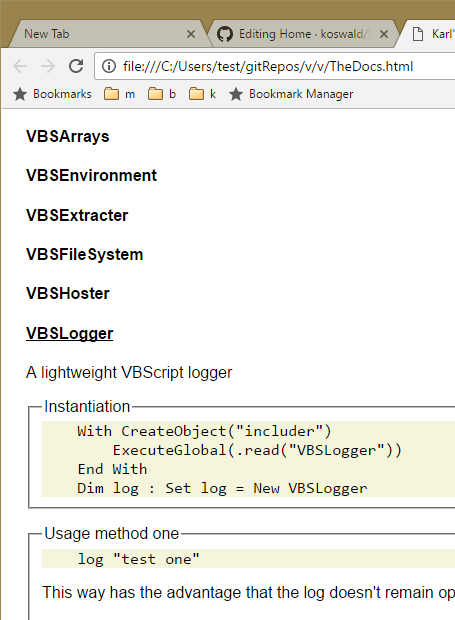 New Tab
Editing Home - koswald/
Karl'
file:///C:/Users/test/gitRepos/v/v/TheDocs.html
Bookmarks m b k Bookmark Manager
VBSArrays
VBSEnvironment
VBSExtracter
VBSFileSystem
VBSHoster
VBSLogger
A lightweight VBScript logger
Instantiation
With CreateObject("includer")
ExecuteGlobal(.read("VBSLogger"))
End With
Dim log : Set log = New VBSLogger
Usage method one
log "test one"
This way has the advantage that the log doesn't remain op